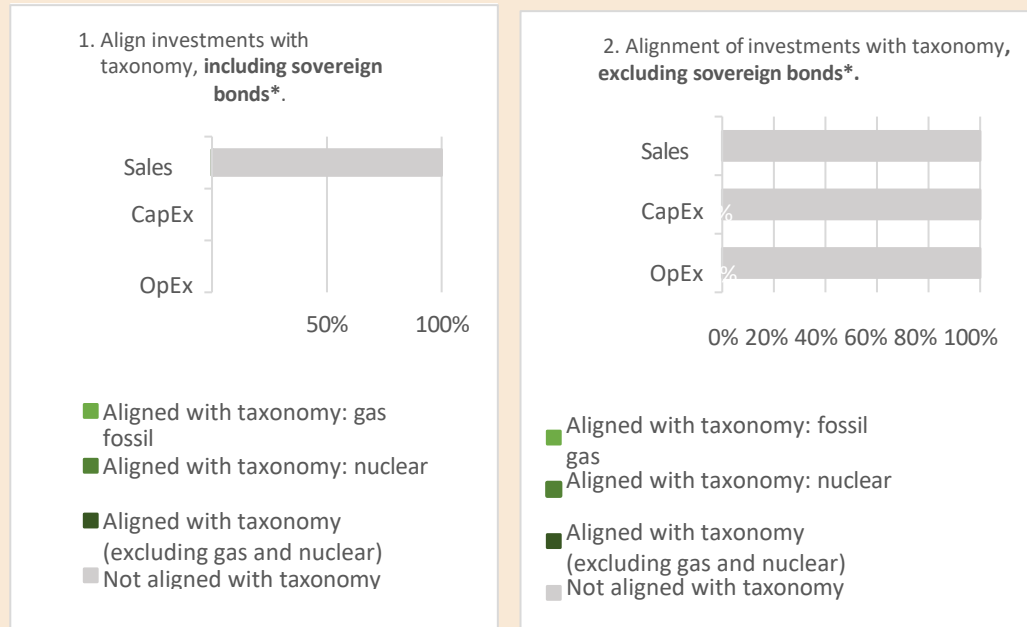 1. Align investments with
taxonomy, including sovereign
bonds*.
Sales
CapEx
OpEx
50% 100%
Aligned with taxonomy: gas
fossil
Aligned with taxonomy: nuclear
Aligned with taxonomy
(excluding gas and nuclear)
Not aligned with taxonomy
2. Alignment of investments with taxonomy,
excluding sovereign bonds*.
Sales
CapEx %
OpEx %
0% 20% 40% 60% 80% 100%
Aligned with taxonomy: fossil
gas
Aligned with taxonomy: nuclear
Aligned with taxonomy
(excluding gas and nuclear)
Not aligned with taxonomy